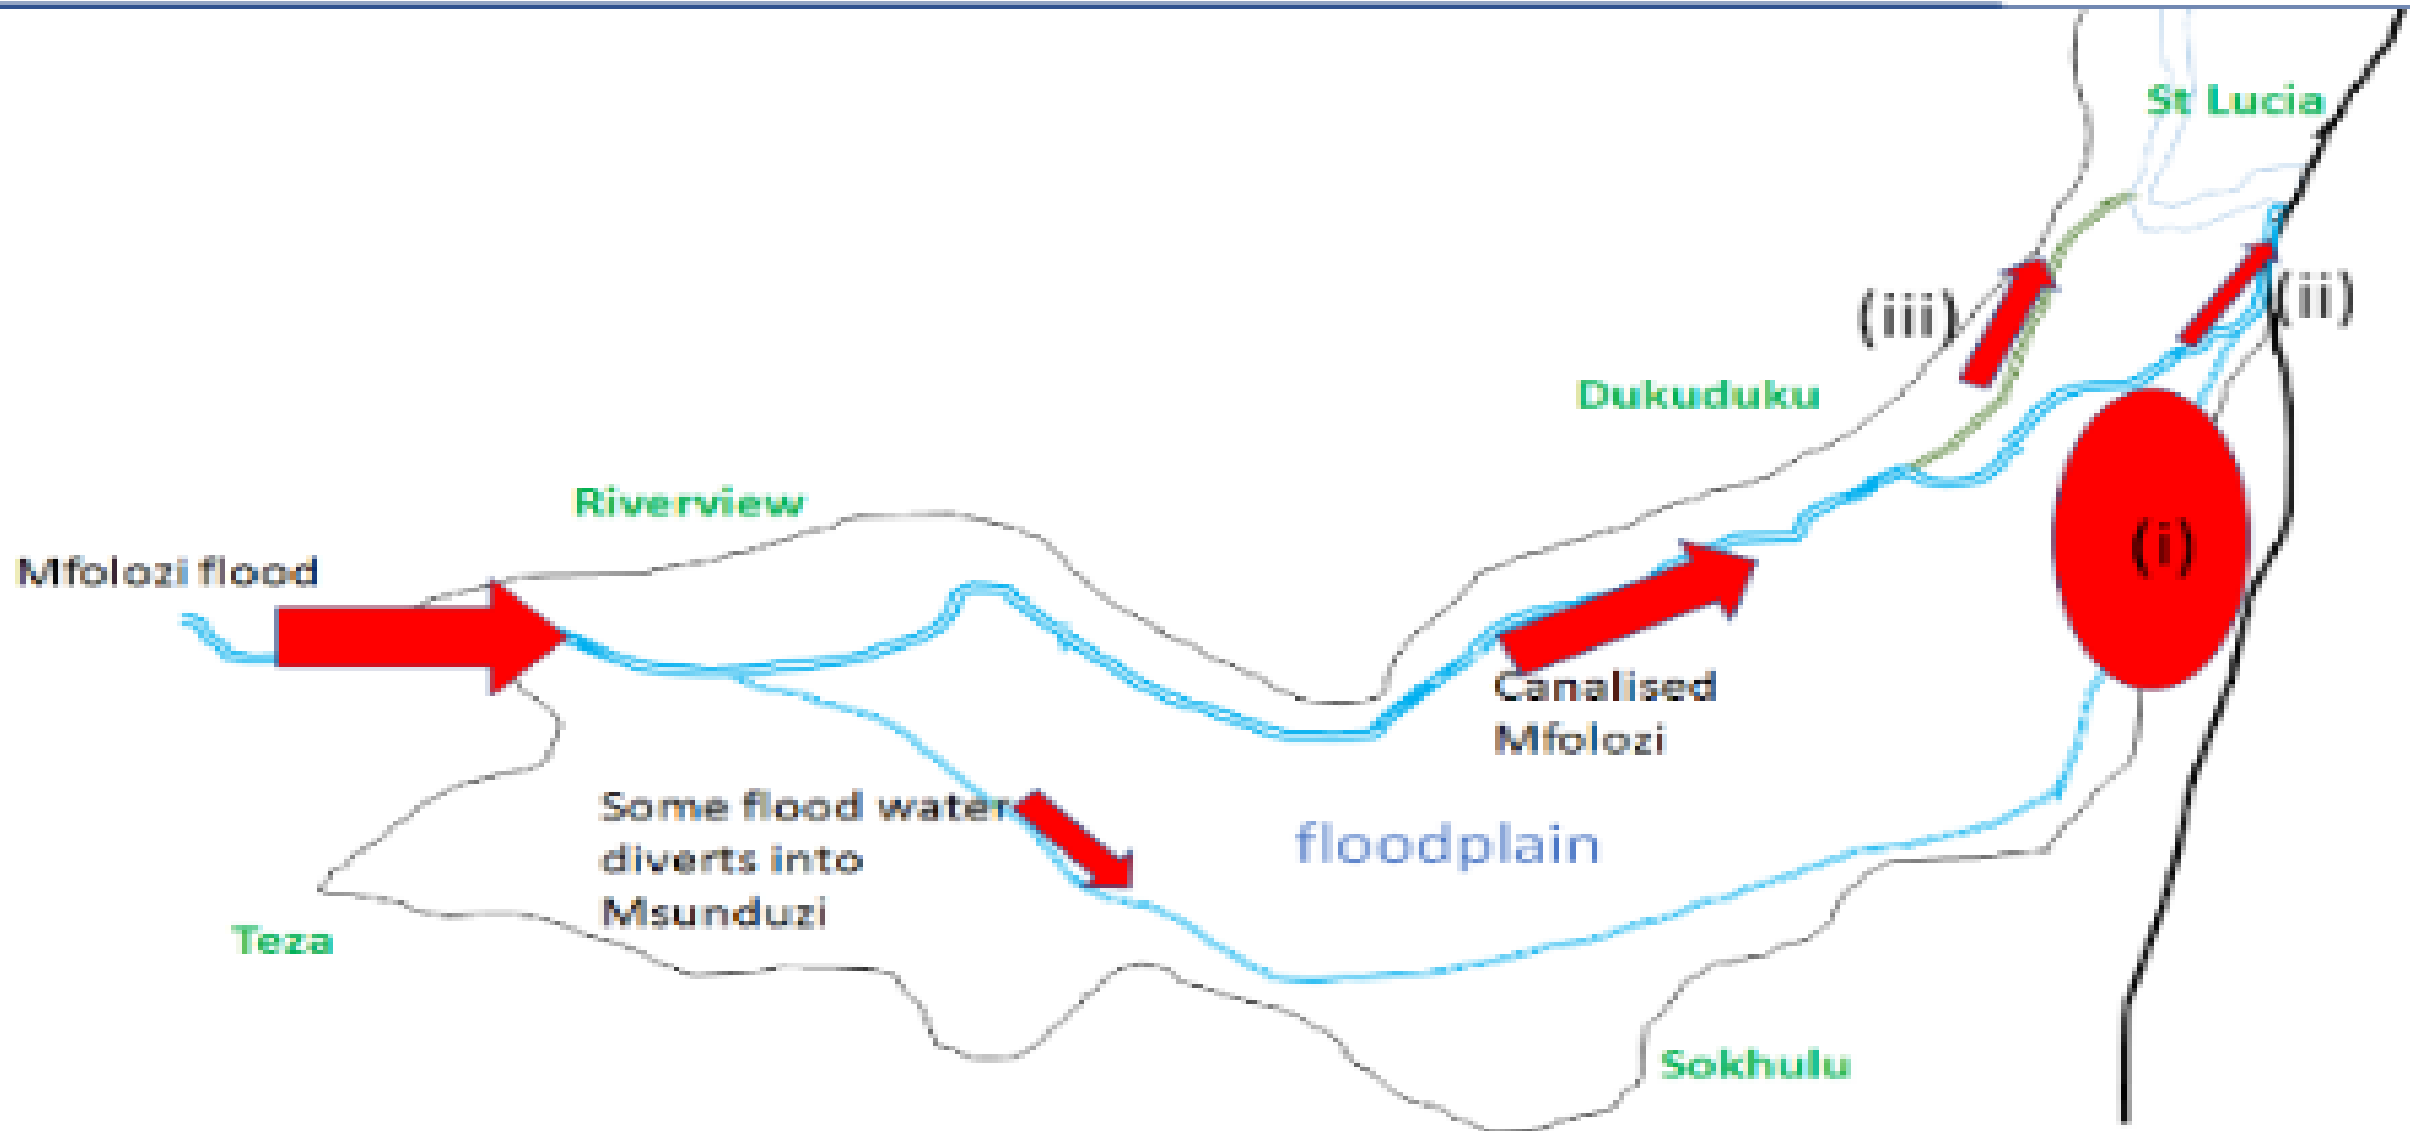 St Lucia
(iii)
(ii)
Dukuduku
Riverview
(i)
Mfolozi flood
Canalised
Mfolozi
Some flood water
diverts into
Msunduzi
floodplain
Teza
Sokhulu